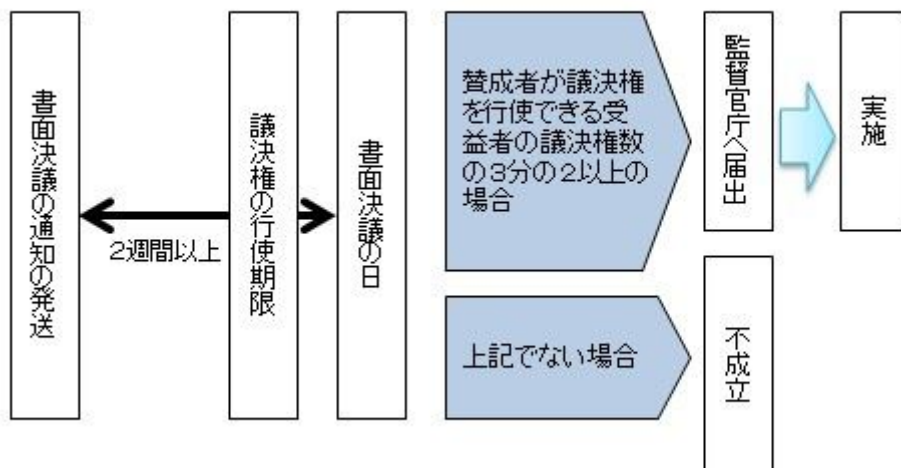 書面決議の通知の発送
2週間以上
議決権の行使期限
書面決議の日
賛成者が議決権
を行使できる受
益者の議決権数
の3分の2以上の
場合
監督官庁へ届出
実施
上記でない場合
不成立